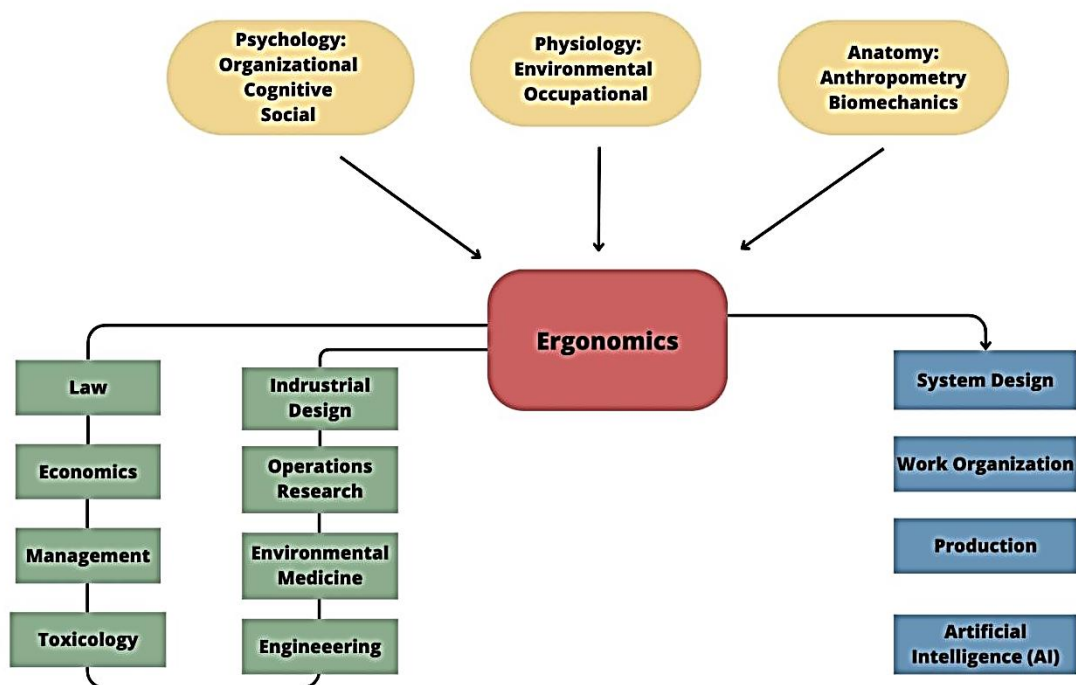 Psychology:
Organizational
Cognitive
Social
Physiology:
Environmental
Occupational
Anatomy:
Anthropometry
Biomechanics
Ergonomics
Law
Economics
Management
Toxicology
Indrustrial
Design
Operations
Research
Environmental
Medicine
Engineeering
System Design
Work Organization
Production
Artificial
Intelligence (AI)